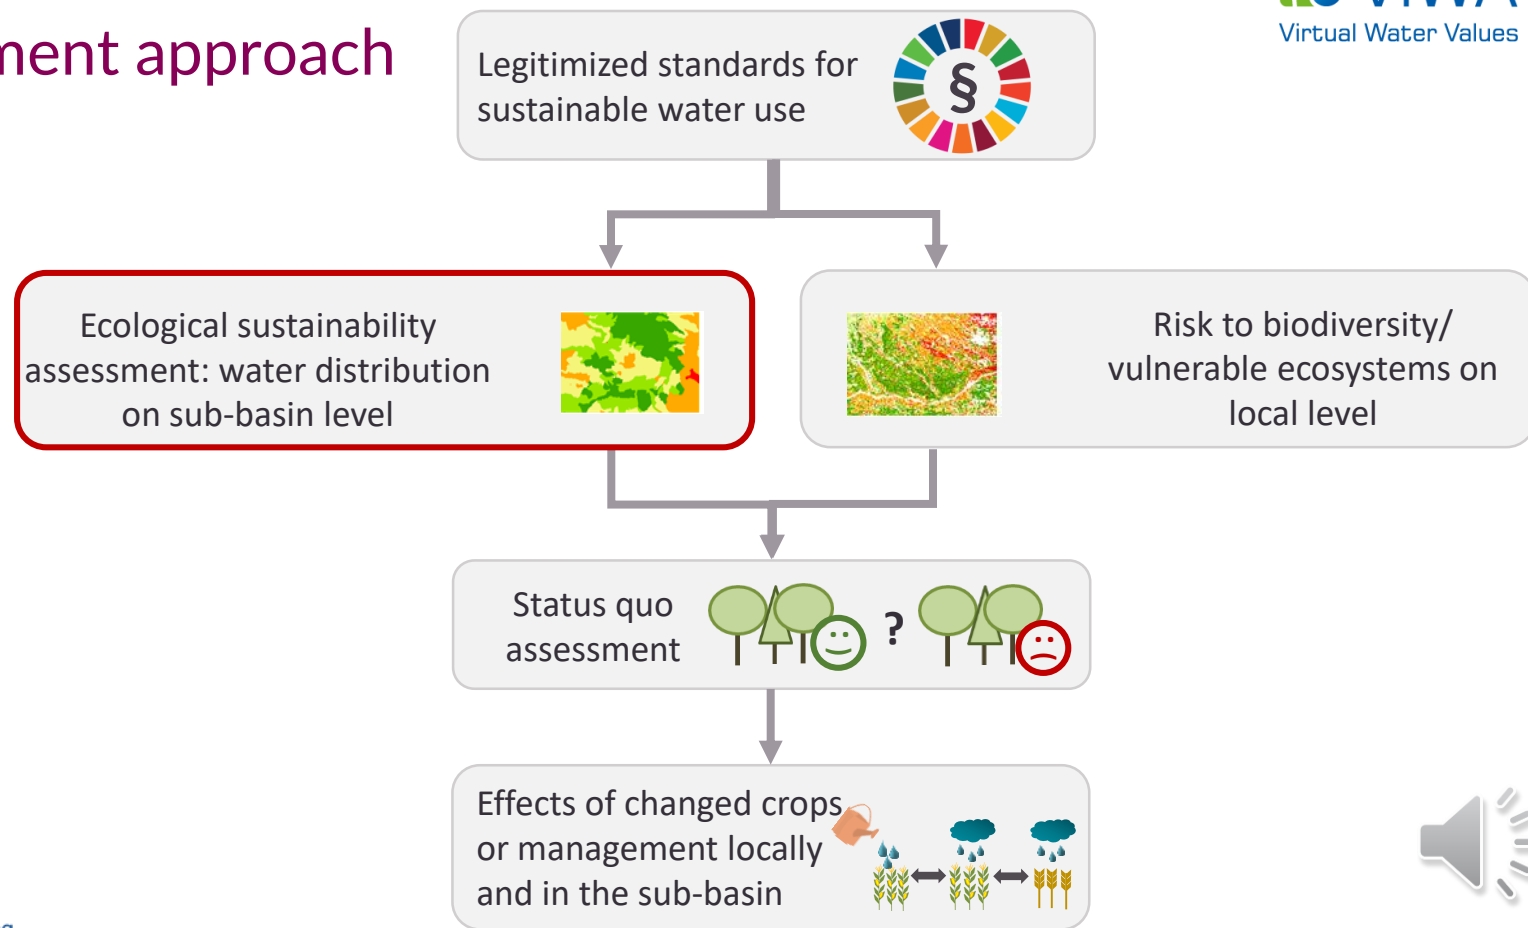 ment approach
Virtual Water Values
Legitimized standards for
sustainable water use
§
Ecological sustainability
assessment: water distribution
on sub-basin level
Risk to biodiversity/
vulnerable ecosystems on
local level
Status quo
assessment
?
Effects of changed crops
or management locally
and in the sub-basin